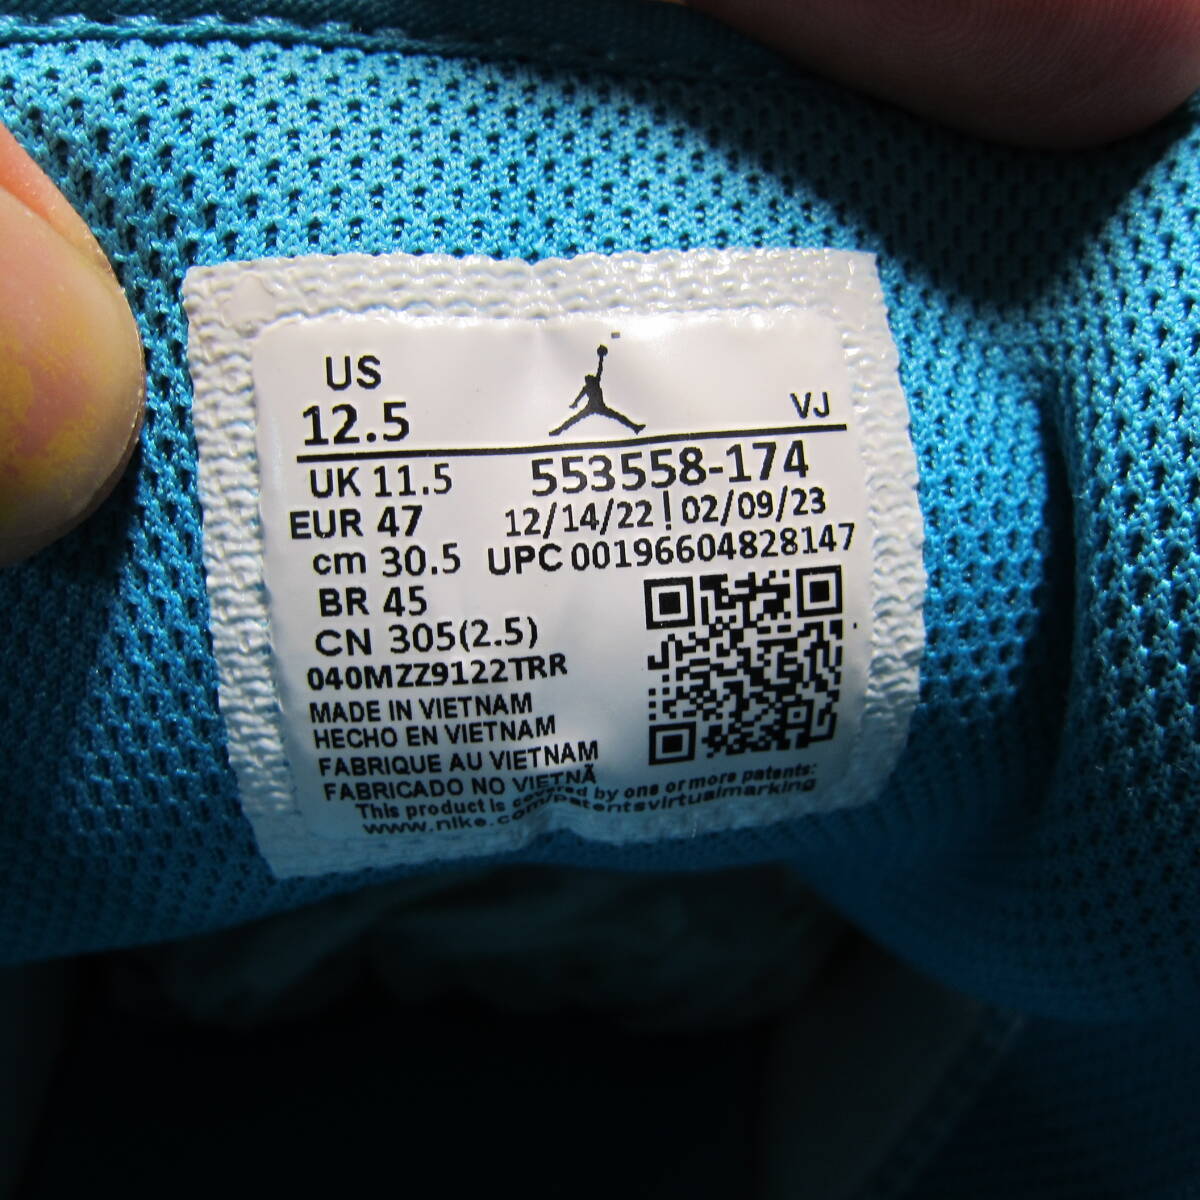 US
12.5
VJ
UK 11.5
553558-174
EUR 47
12/14/22 | 02/09/23
cm 30.5
UPC 00196604828147
BR 45
CN 305(2.5)
040MZZ9122TRR
MADE IN VIETNAM
HECHO EN VIETNAM
FABRIQUE AU VIETNAM
FABRICADO NO VIETNÃ
This product is covered by one or more patents:
www.nike.com/patentsvirtualmarking